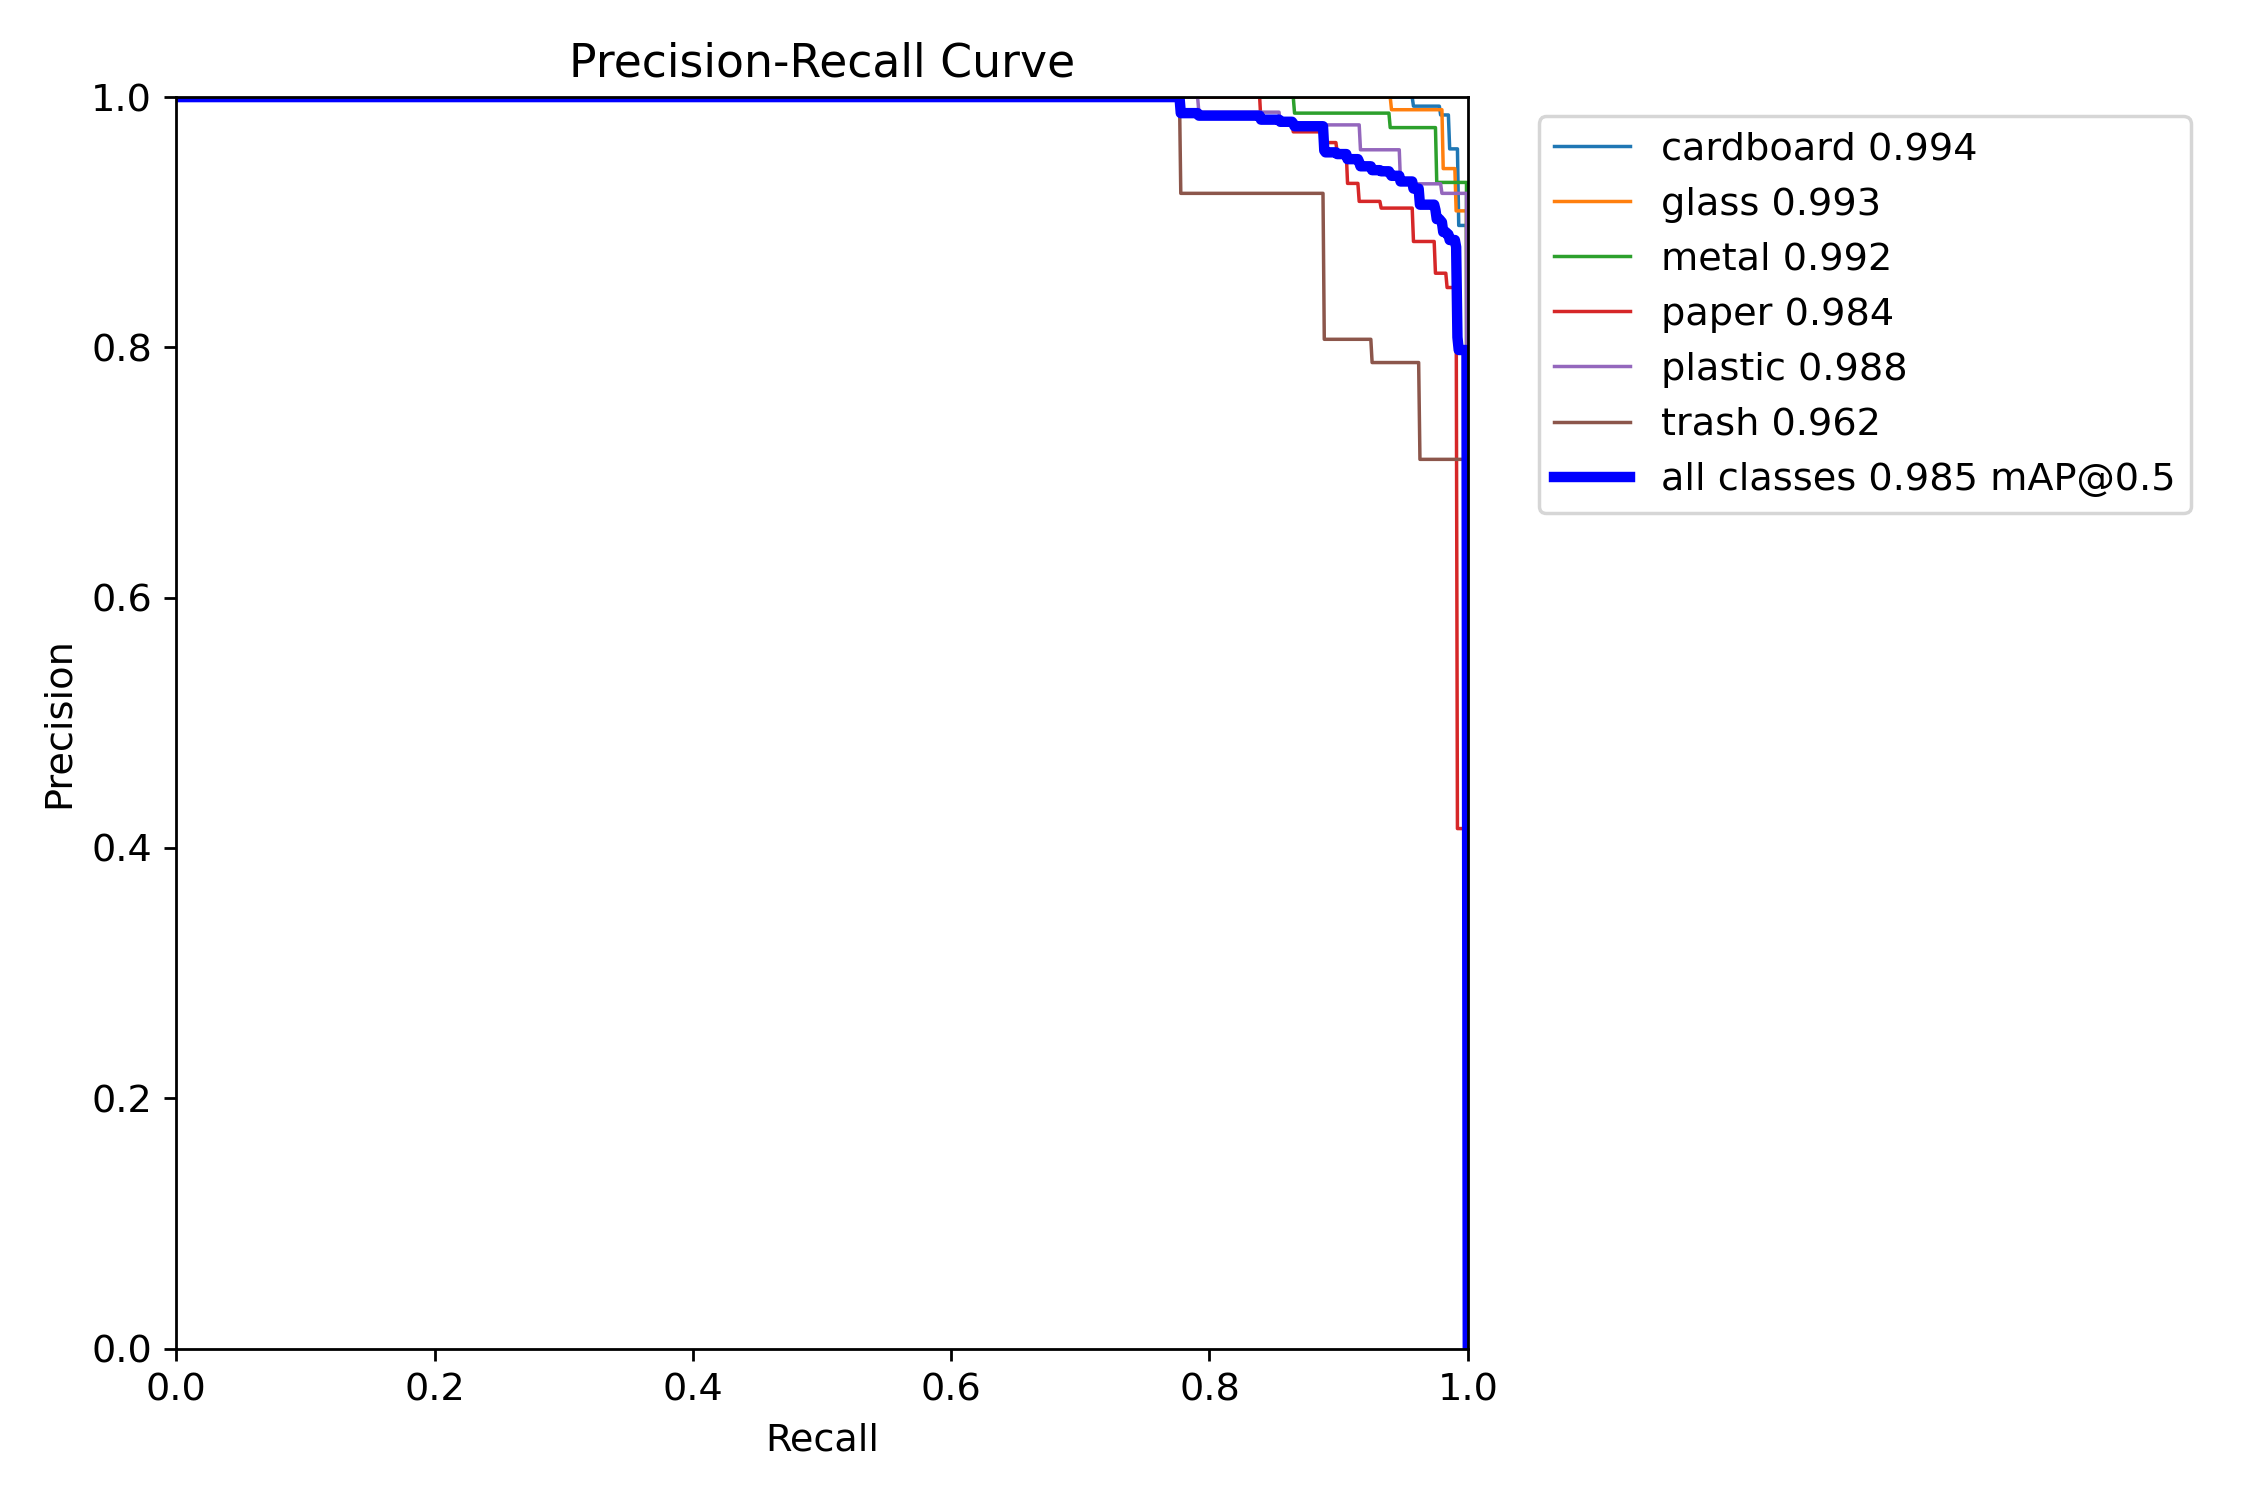 Precision-Recall Curve
1.0
0.8
0.6
0.4
0.2
0.0
Precision
0.0 0.2 0.4 0.6 0.8 1.0
Recall
cardboard 0.994
glass 0.993
metal 0.992
paper 0.984
plastic 0.988
trash 0.962
all classes 0.985 mAP@0.5